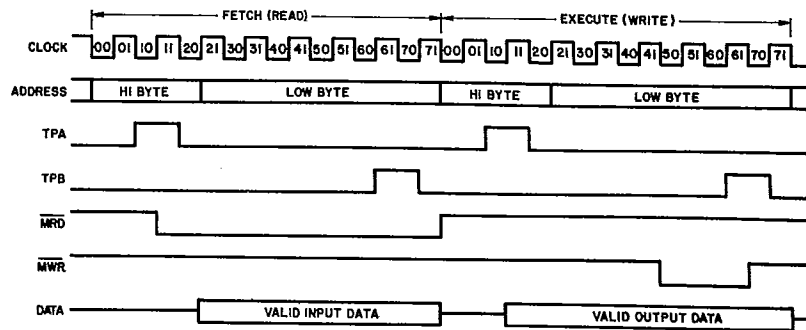 FETCH (READ) EXECUTE (WRITE)
CLOCK 00 01 10 11 20 21 30 31 40 41 50 51 60 61 70 71 00 01 10 11 20 21 30 31 40 41 50 51 60 61 70 71
ADDRESS HI BYTE LOW BYTE HI BYTE LOW BYTE
TPA
TPB
MRD
MWR
DATA VALID INPUT DATA VALID OUTPUT DATA